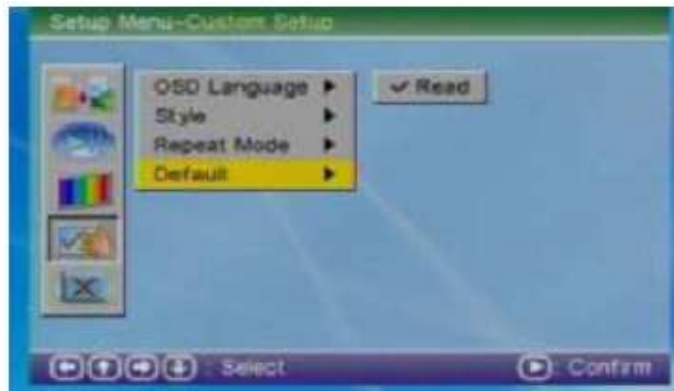 Setup Menu-Custom Setup
OSD Language
Style
Repeat Mode
Default
Read
: Select
: Confirm